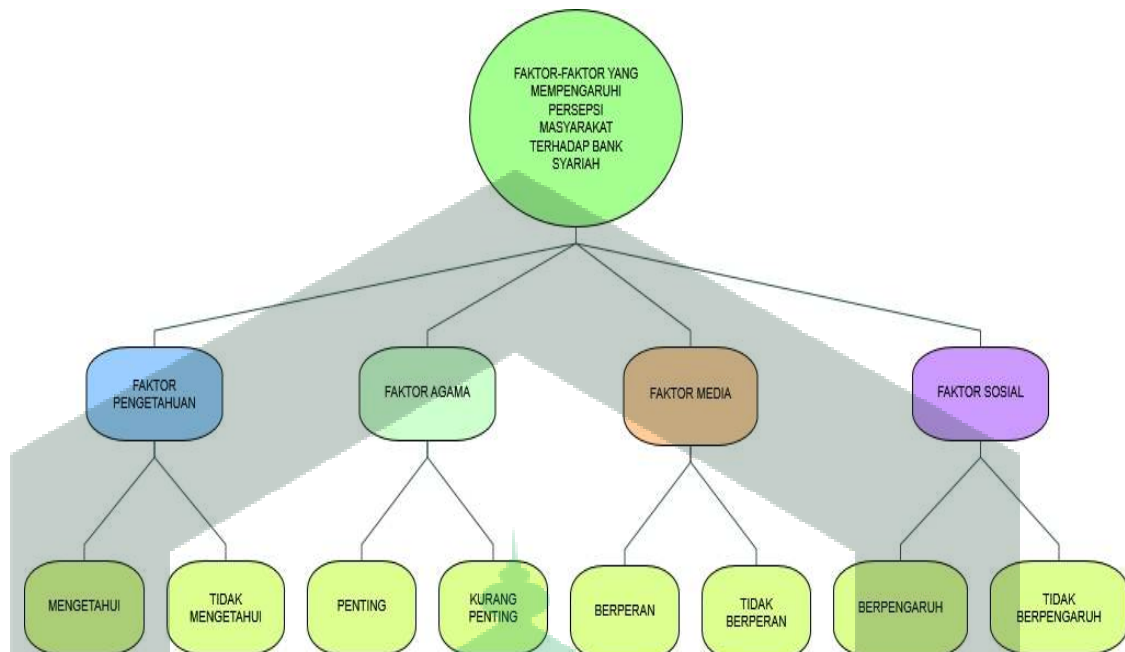 FAKTOR-FAKTOR YANG
MEMPENGARUHI
PERSEPSI
MASYARAKAT
TERHADAP BANK
SYARIAH
FAKTOR
PENGETAHUAN
FAKTOR AGAMA
FAKTOR MEDIA
FAKTOR SOSIAL
MENGETAHUI
TIDAK
MENGETAHUI
PENTING
KURANG
PENTING
BERPERAN
TIDAK
BERPERAN
BERPENGARUH
TIDAK
BERPENGARUH